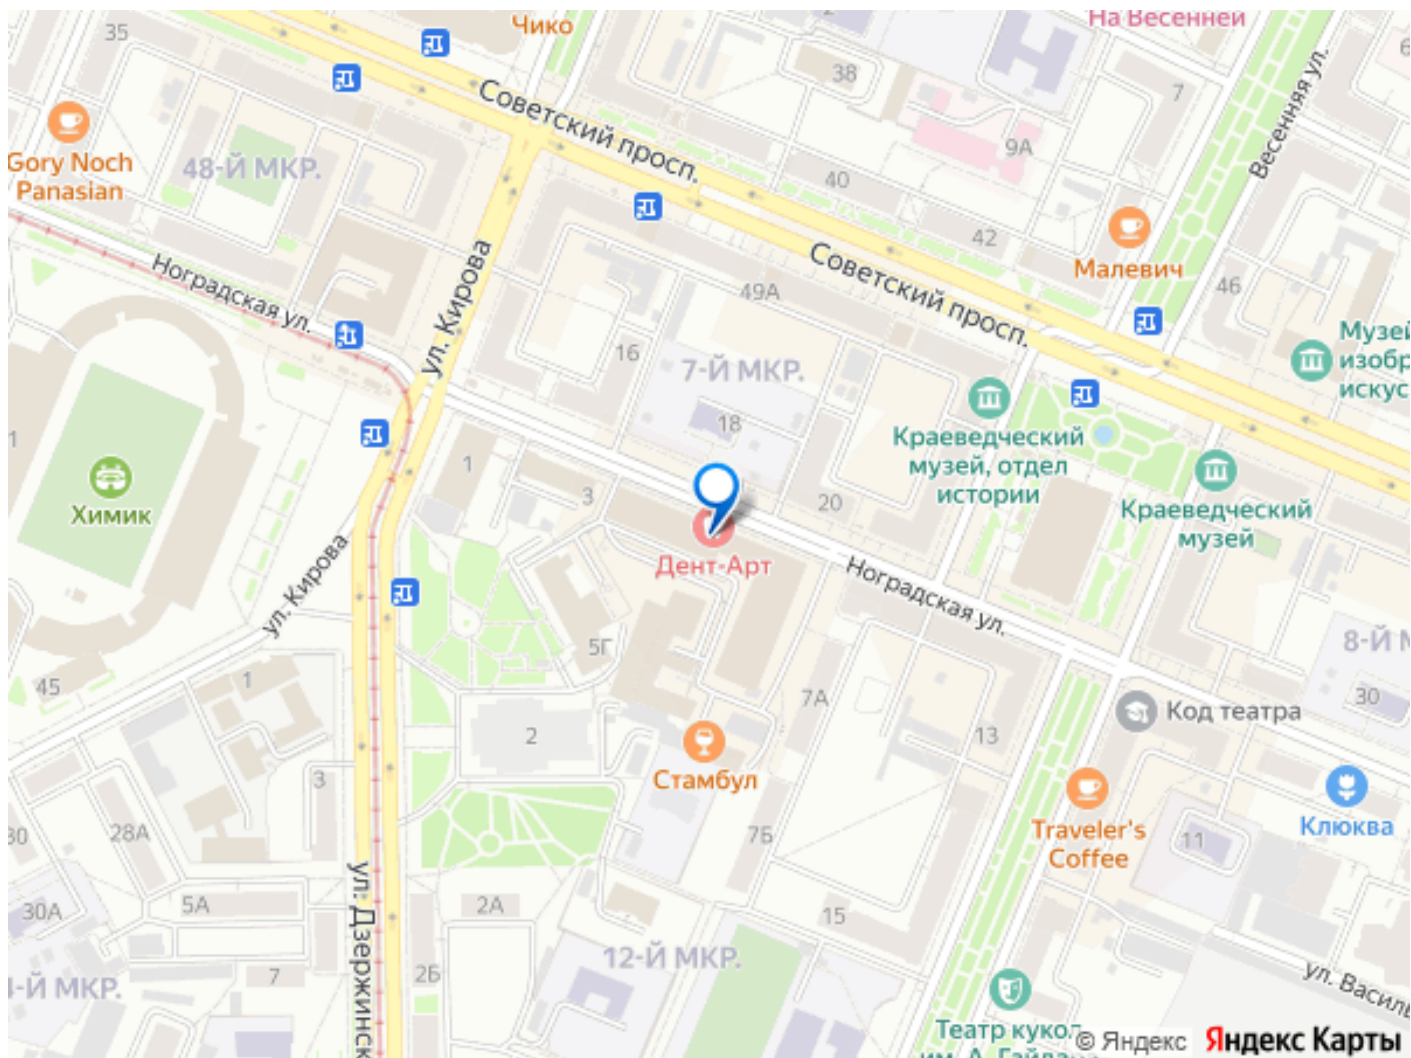 Чико
На Весенней
35
38
7
9А
Советский просп.
Весенняя ул.
Gory Noch
Panasian
48-Й МКР.
40
42
Малевич
Советский просп.
46
49А
Ноградская ул.
ул. Кирова
16
7-Й МКР.
18
Краеведческий
музей, отдел
истории
Краеведческий
музей
Химик
1
3
20
Дент-Арт
Ноградская ул.
ул. Кирова
5Г
45
1
2
7А
13
30
Код театра
Стамбул
3
28А
7Б
Traveler's
Coffee
11
Клюква
30А
5А
2А
15
12-Й МКР.
7
2Б
Театр кукол
© Яндекс
Яндекс Карты